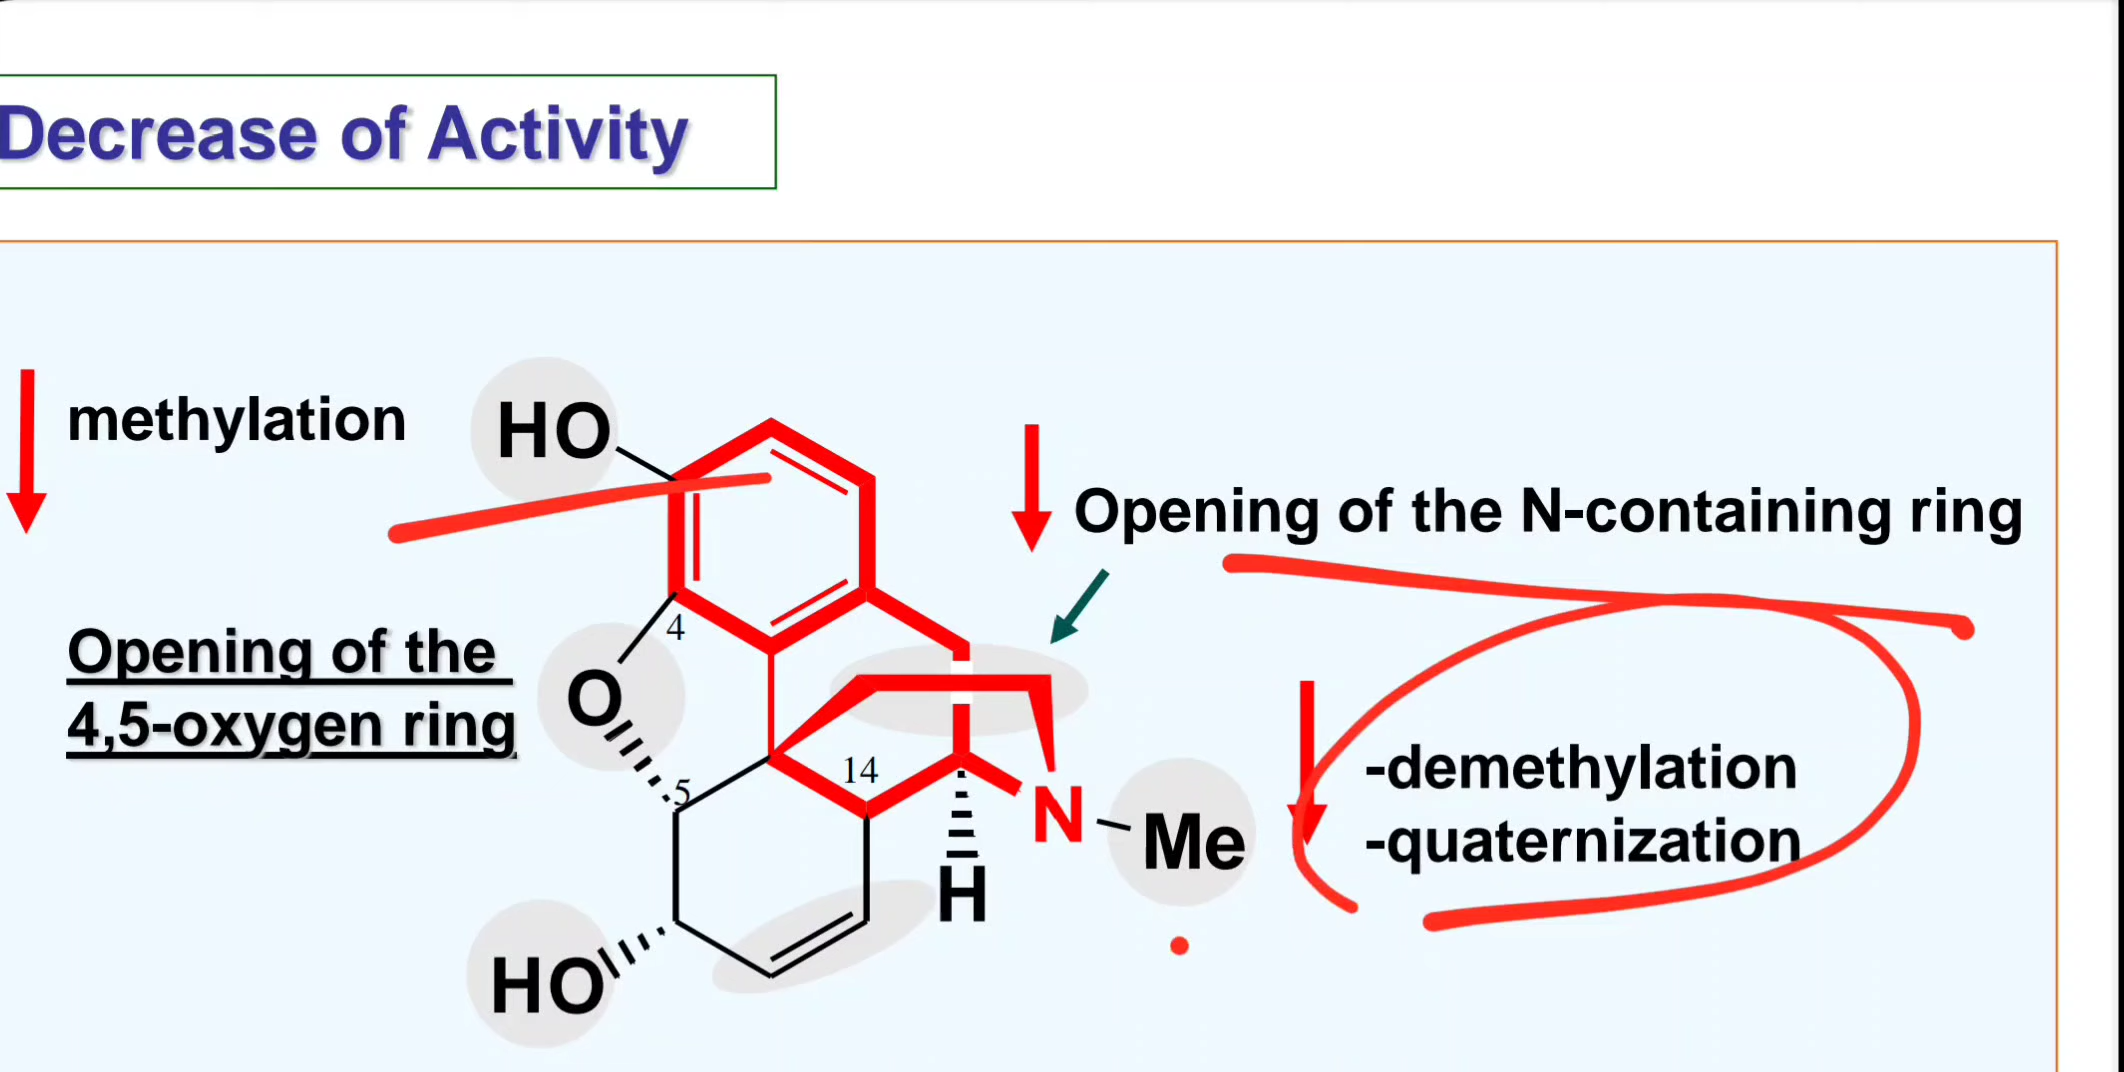 Decrease of Activity
methylation
HO
Opening of the N-containing ring
4
Opening of the
4,5-oxygen ring
O
5
14
N
Me
-demethylation
-quaternization
H
HO